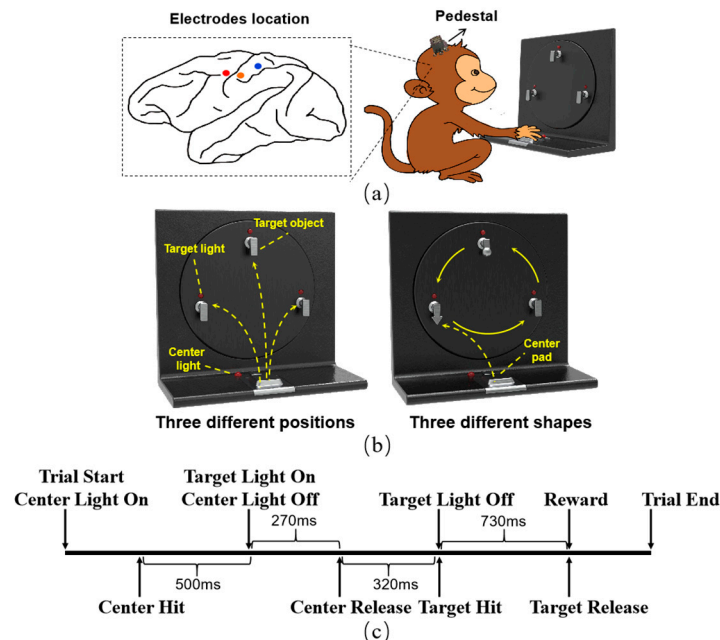 Electrodes location
Pedestal
(a)
Target object
Target light
Center
light
Center
pad
Three different positions
Three different shapes
(b)
Trial Start
Center Light On
Target Light On
Center Light Off
Target Light Off
Reward
Trial End
270ms
730ms
500ms
320ms
Center Hit
Center Release
Target Hit
Target Release
(c)